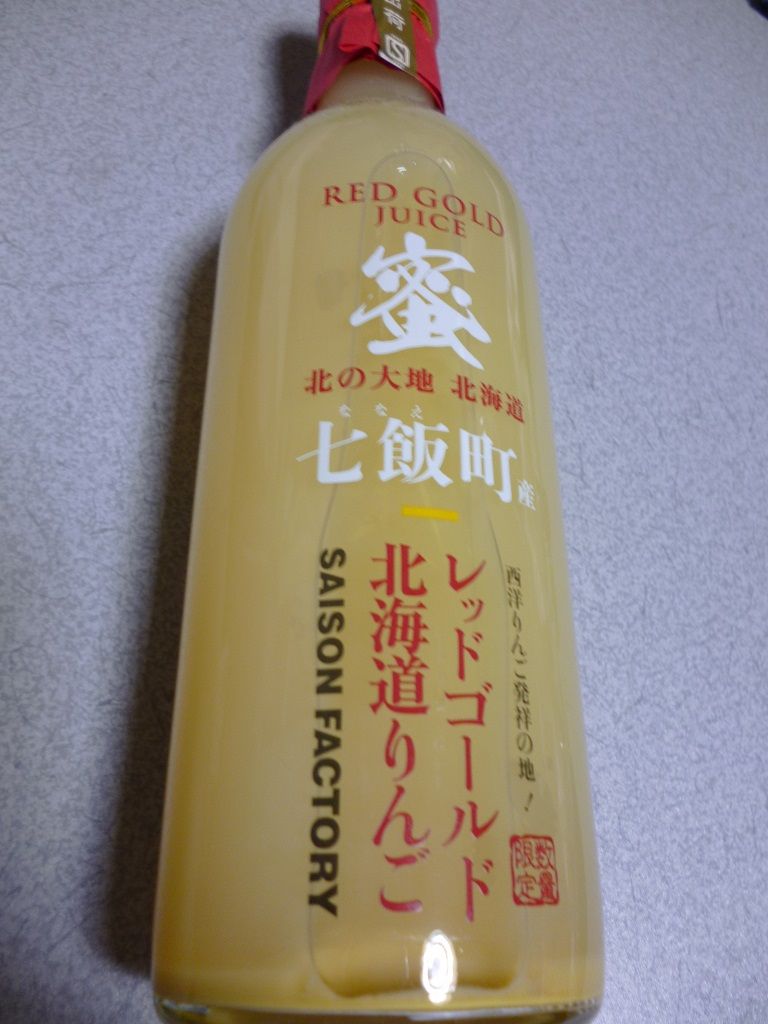 出荷
RED GOLD
JUICE
蜜
北の大地 北海道
ななえ
七飯町産
西洋りんご発祥の地!
レッドゴールド
北海道りんご
SAISON FACTORY
数量
限定